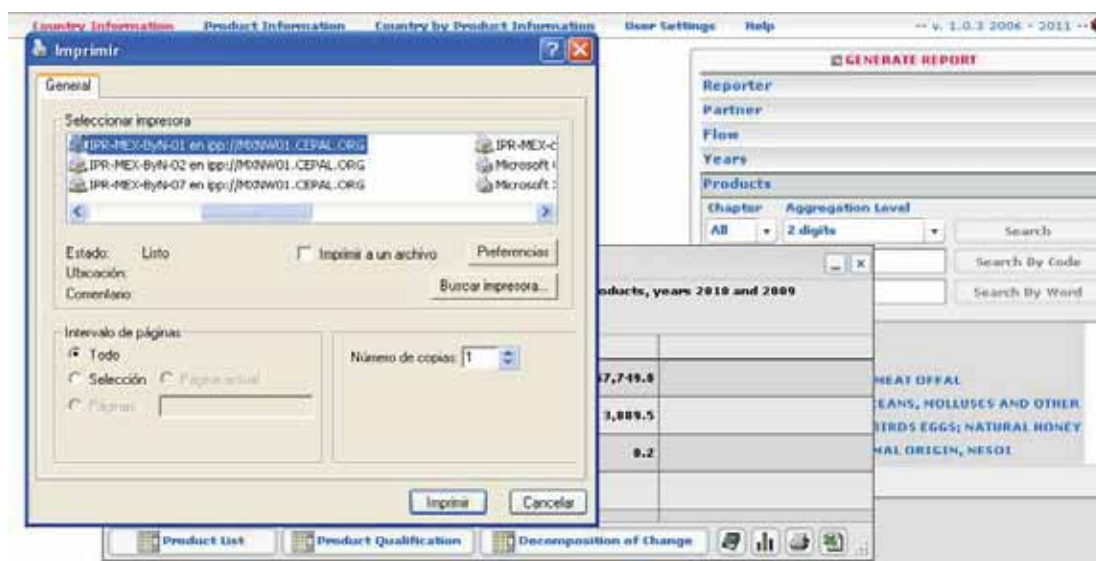 Country Information Product Information Country by Product Information User Settings Help -- v. 1.0.3 2006 - 2011 --
Imprimir
General
Seleccionar impresora
IPR-MEX-ByN-01 en ipp://MXNW01.CEPAL.ORG
IPR-MEX-ByN-02 en ipp://MXNW01.CEPAL.ORG
IPR-MEX-ByN-07 en ipp://MXNW01.CEPAL.ORG
IPR-MEX-c
Microsoft
Microsoft
Estado: Listo
Ubicación:
Comentario:
Imprimir a un archivo
Preferencias
Buscar impresora...
Intervalo de páginas
Todo
Selección Página actual
Páginas:
Número de copias: 1
Imprimir Cancelar
GENERATE REPORT
Reporter
Partner
Flow
Years
Products
Chapter Aggregation Level
All 2 digits Search
Search By Code
Search By Word
oducts, years 2010 and 2009
7,749.8
3,889.5
0.2
MEAT OFFAL
EANS, MOLLUSCS AND OTHER
BIRDS EGGS; NATURAL HONEY
MAL ORIGIN, NESOI
Product List Product Qualification Decomposition of Change